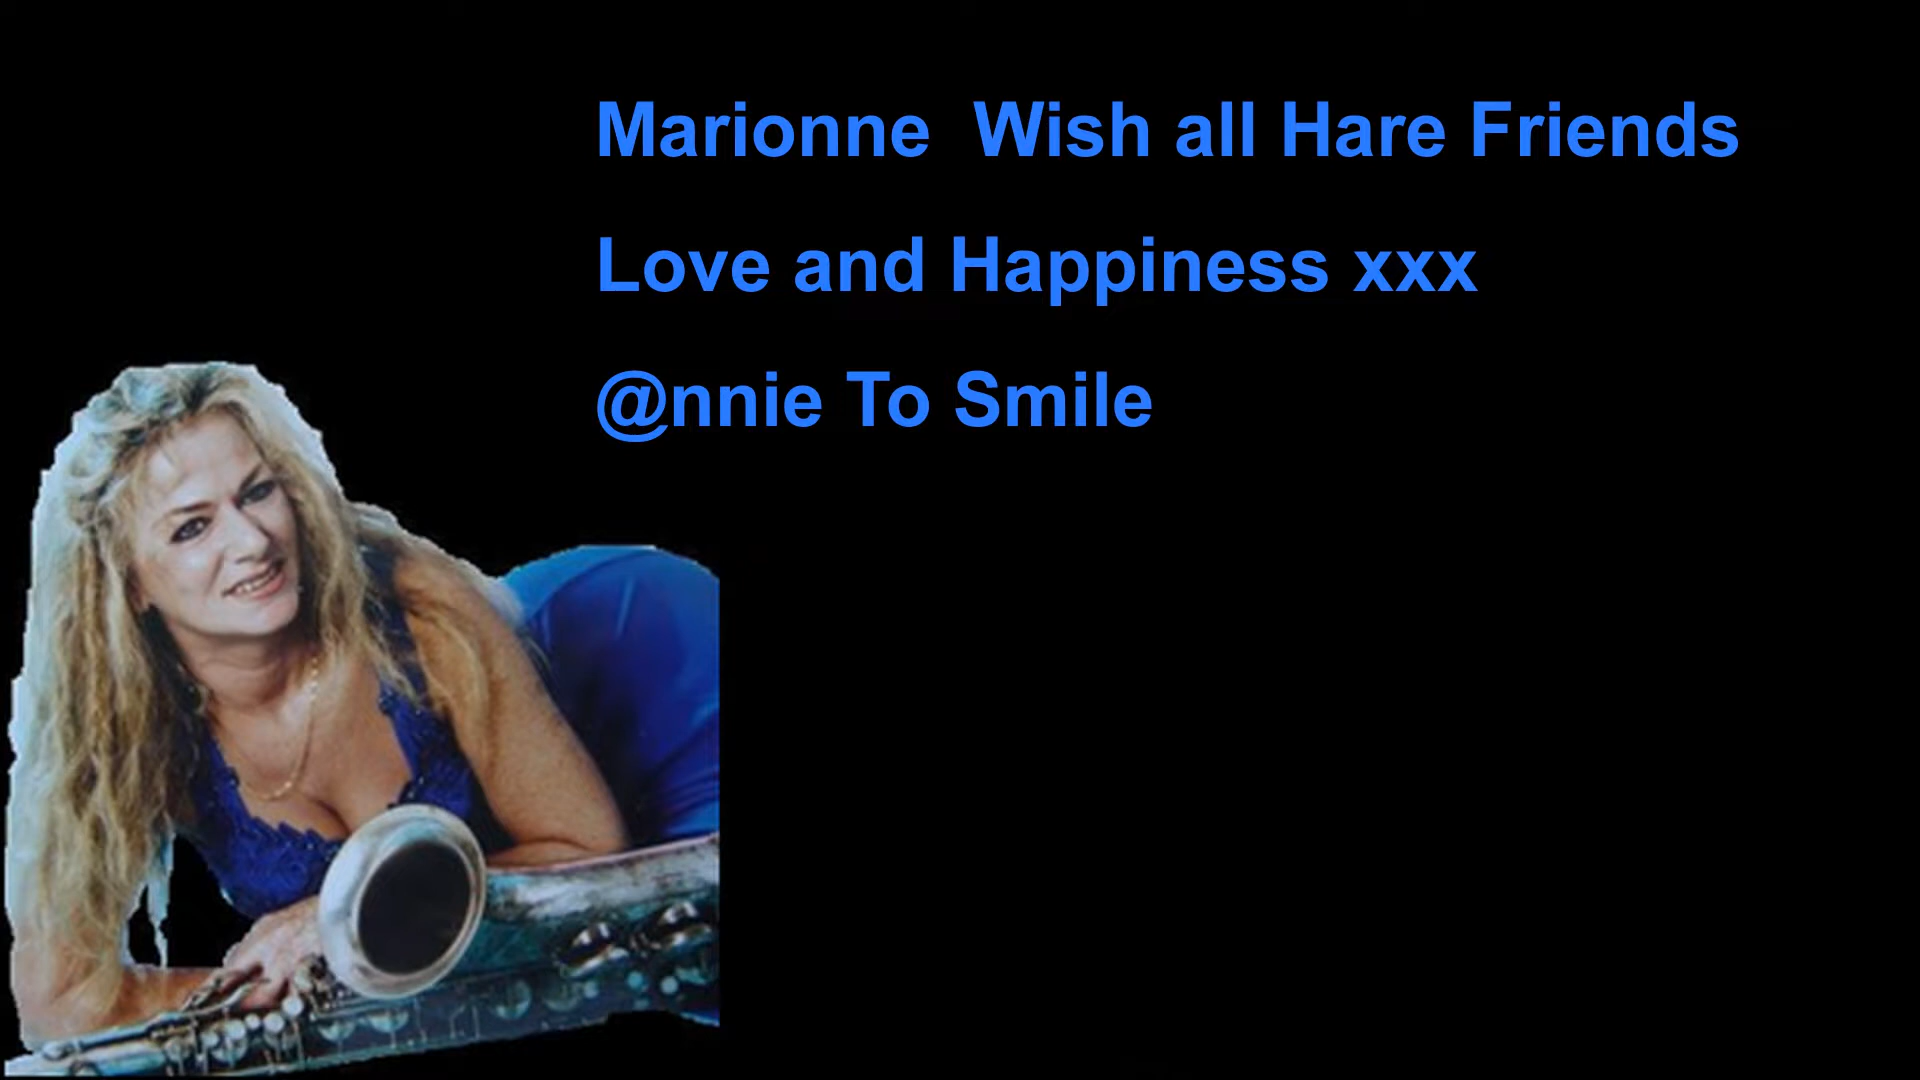 Marionne  Wish all Hare Friends
Love and Happiness xxx
@nnie To Smile